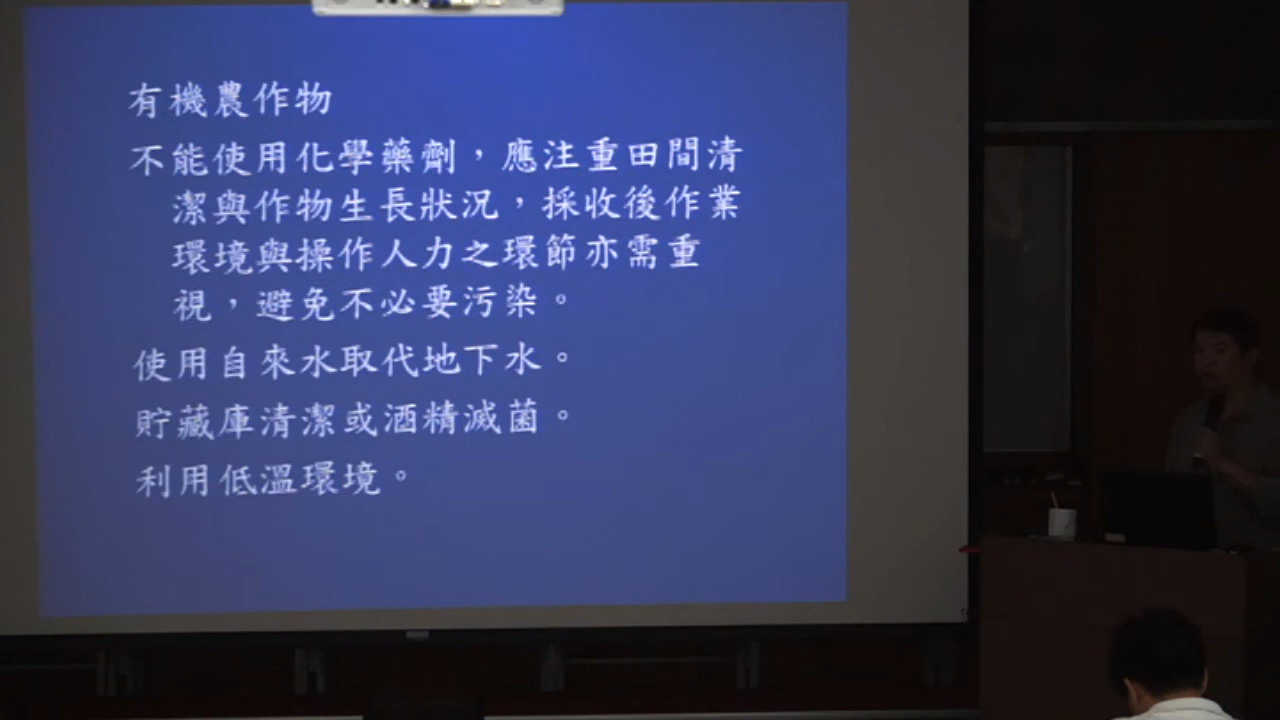 有機農作物
不能使用化學藥劑，應注重田間清
潔與作物生長狀況，採收後作業
環境與操作人力之環節亦需重
視，避免不必要污染。
使用自來水取代地下水。
貯藏庫清潔或酒精滅菌。
利用低溫環境。